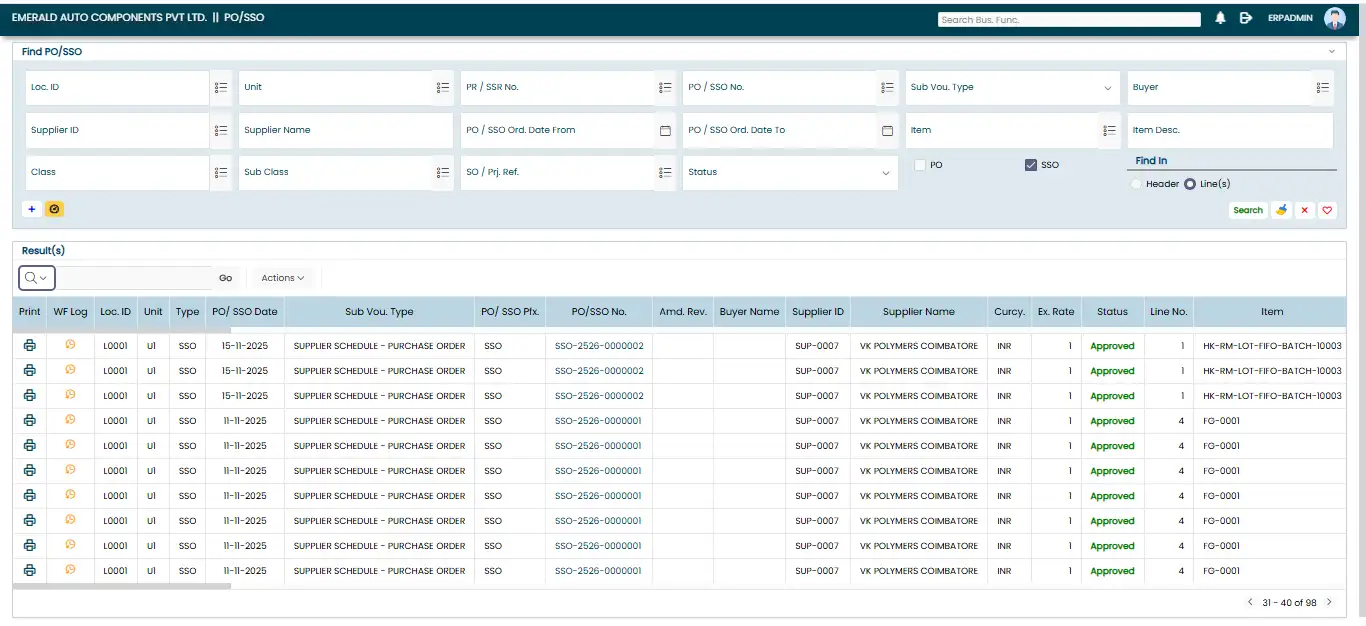 EMERALD AUTO COMPONENTS PVT LTD. || PO/SSO
Search Bus. Func.
ERPADMIN
Find PO/SSO
Loc. ID Unit PR / SSR No. PO / SSO No. Sub Vou. Type Buyer
Supplier ID Supplier Name PO / SSO Ord. Date From PO / SSO Ord. Date To Item Item Desc.
Class Sub Class SO / Prj. Ref. Status PO SSO Find In
Header Line(s)
+ Search
Result(s)
Go Actions
Print WF Log Loc. ID Unit Type PO/ SSO Date Sub Vou. Type PO/ SSO Pfx. PO/SSO No. Amd. Rev. Buyer Name Supplier ID Supplier Name Curcy. Ex. Rate Status Line No. Item
L0001 U1 SSO 15-11-2025 SUPPLIER SCHEDULE - PURCHASE ORDER SSO SSO-2526-0000002 SUP-0007 VK POLYMERS COIMBATORE INR 1 Approved 1 HK-RM-LOT-FIFO-BATCH-10003
L0001 U1 SSO 15-11-2025 SUPPLIER SCHEDULE - PURCHASE ORDER SSO SSO-2526-0000002 SUP-0007 VK POLYMERS COIMBATORE INR 1 Approved 1 HK-RM-LOT-FIFO-BATCH-10003
L0001 U1 SSO 15-11-2025 SUPPLIER SCHEDULE - PURCHASE ORDER SSO SSO-2526-0000002 SUP-0007 VK POLYMERS COIMBATORE INR 1 Approved 1 HK-RM-LOT-FIFO-BATCH-10003
L0001 U1 SSO 11-11-2025 SUPPLIER SCHEDULE - PURCHASE ORDER SSO SSO-2526-0000001 SUP-0007 VK POLYMERS COIMBATORE INR 1 Approved 4 FG-0001
L0001 U1 SSO 11-11-2025 SUPPLIER SCHEDULE - PURCHASE ORDER SSO SSO-2526-0000001 SUP-0007 VK POLYMERS COIMBATORE INR 1 Approved 4 FG-0001
L0001 U1 SSO 11-11-2025 SUPPLIER SCHEDULE - PURCHASE ORDER SSO SSO-2526-0000001 SUP-0007 VK POLYMERS COIMBATORE INR 1 Approved 4 FG-0001
L0001 U1 SSO 11-11-2025 SUPPLIER SCHEDULE - PURCHASE ORDER SSO SSO-2526-0000001 SUP-0007 VK POLYMERS COIMBATORE INR 1 Approved 4 FG-0001
L0001 U1 SSO 11-11-2025 SUPPLIER SCHEDULE - PURCHASE ORDER SSO SSO-2526-0000001 SUP-0007 VK POLYMERS COIMBATORE INR 1 Approved 4 FG-0001
L0001 U1 SSO 11-11-2025 SUPPLIER SCHEDULE - PURCHASE ORDER SSO SSO-2526-0000001 SUP-0007 VK POLYMERS COIMBATORE INR 1 Approved 4 FG-0001
L0001 U1 SSO 11-11-2025 SUPPLIER SCHEDULE - PURCHASE ORDER SSO SSO-2526-0000001 SUP-0007 VK POLYMERS COIMBATORE INR 1 Approved 4 FG-0001
31 - 40 of 98